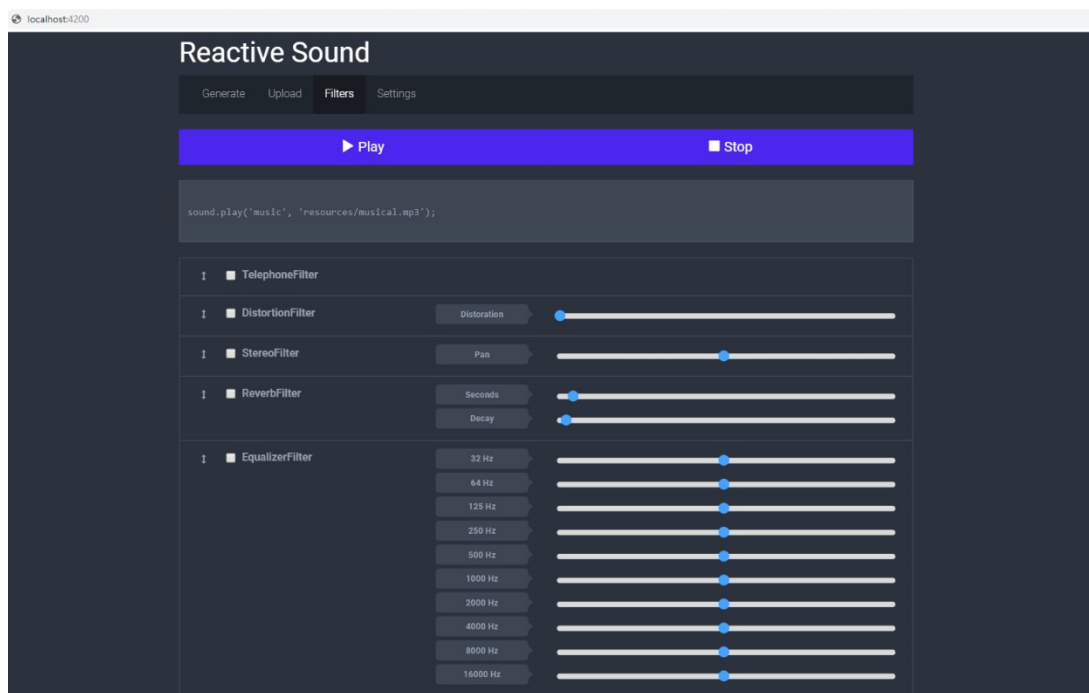 localhost:4200
Reactive Sound
Generate Upload Filters Settings
Play Stop
sound.play('music', 'resources/musical.mp3');
TelephoneFilter
DistortionFilter Distoration
StereoFilter Pan
ReverbFilter Seconds
Decay
EqualizerFilter 32 Hz
64 Hz
125 Hz
250 Hz
500 Hz
1000 Hz
2000 Hz
4000 Hz
8000 Hz
16000 Hz